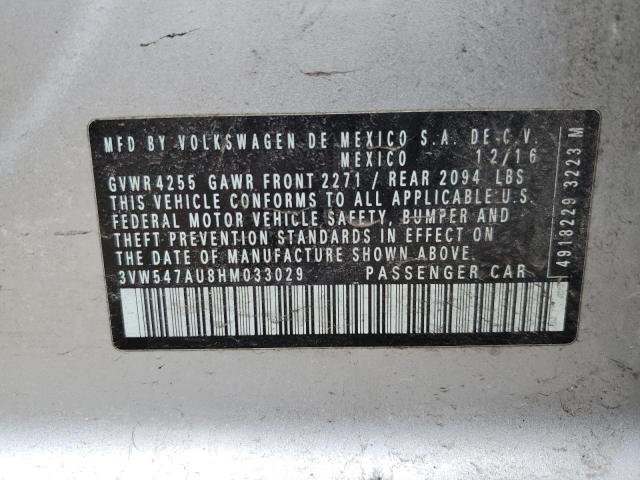 MFD BY VOLKSWAGEN DE MEXICO S.A. DE C.V.
MEXICO 12/16
GVWR 4255 GAWR FRONT 2271 / REAR 2094 LBS
THIS VEHICLE CONFORMS TO ALL APPLICABLE U.S.
FEDERAL MOTOR VEHICLE SAFETY, BUMPER AND
THEFT PREVENTION STANDARDS IN EFFECT ON
THE DATE OF MANUFACTURE SHOWN ABOVE.
3VW547AU8HM033029 PASSENGER CAR
4918229 3223 M